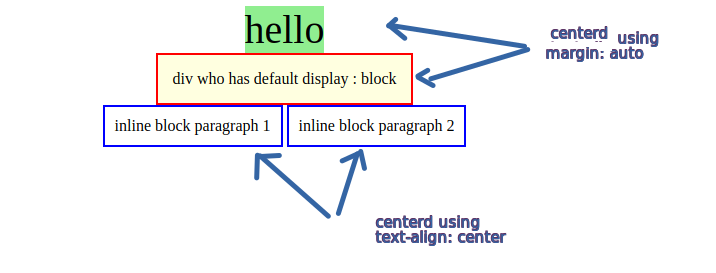 hello
centerd using
margin: auto
div who has default display : block
inline block paragraph 1
inline block paragraph 2
centerd using
text-align: center